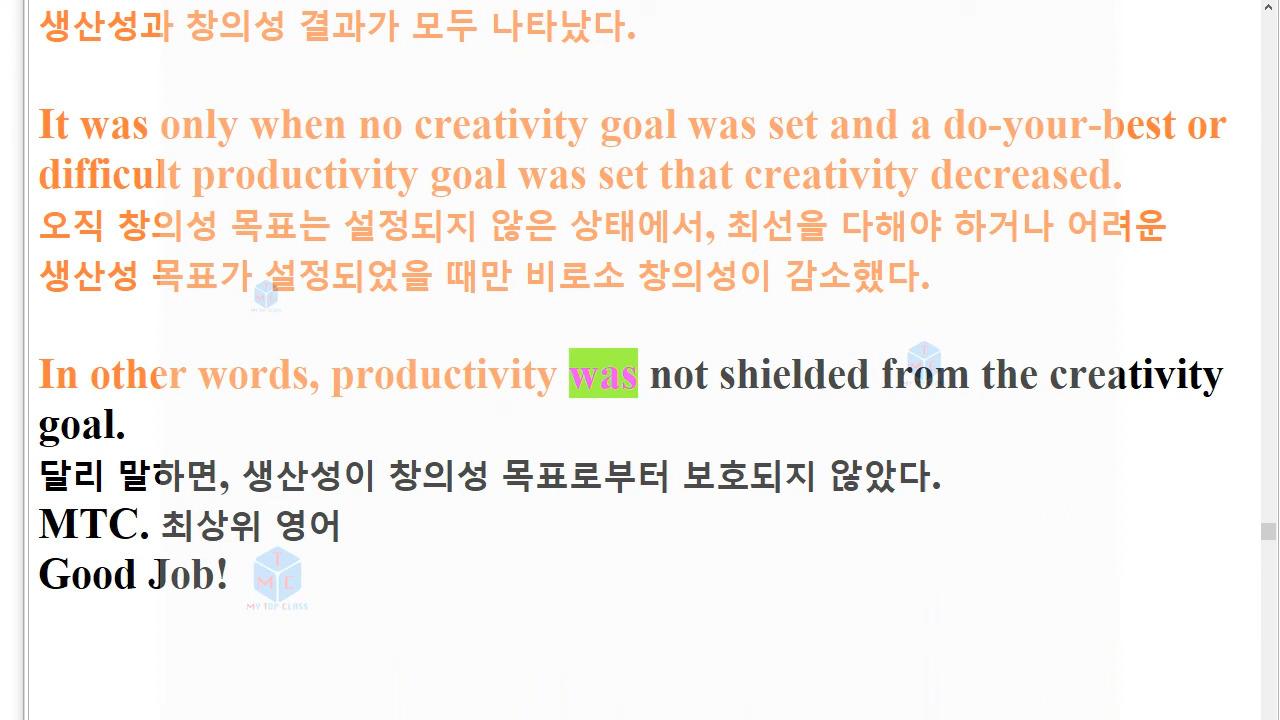 생산성과 창의성 결과가 모두 나타났다.
It was only when no creativity goal was set and a do-your-best or
difficult productivity goal was set that creativity decreased.
오직 창의성 목표는 설정되지 않은 상태에서, 최선을 다해야 하거나 어려운
생산성 목표가 설정되었을 때만 비로소 창의성이 감소했다.
In other words, productivity was not shielded from the creativity
goal.
달리 말하면, 생산성이 창의성 목표로부터 보호되지 않았다.
MTC. 최상위 영어
Good Job!
T
M C
MY TOP CLASS